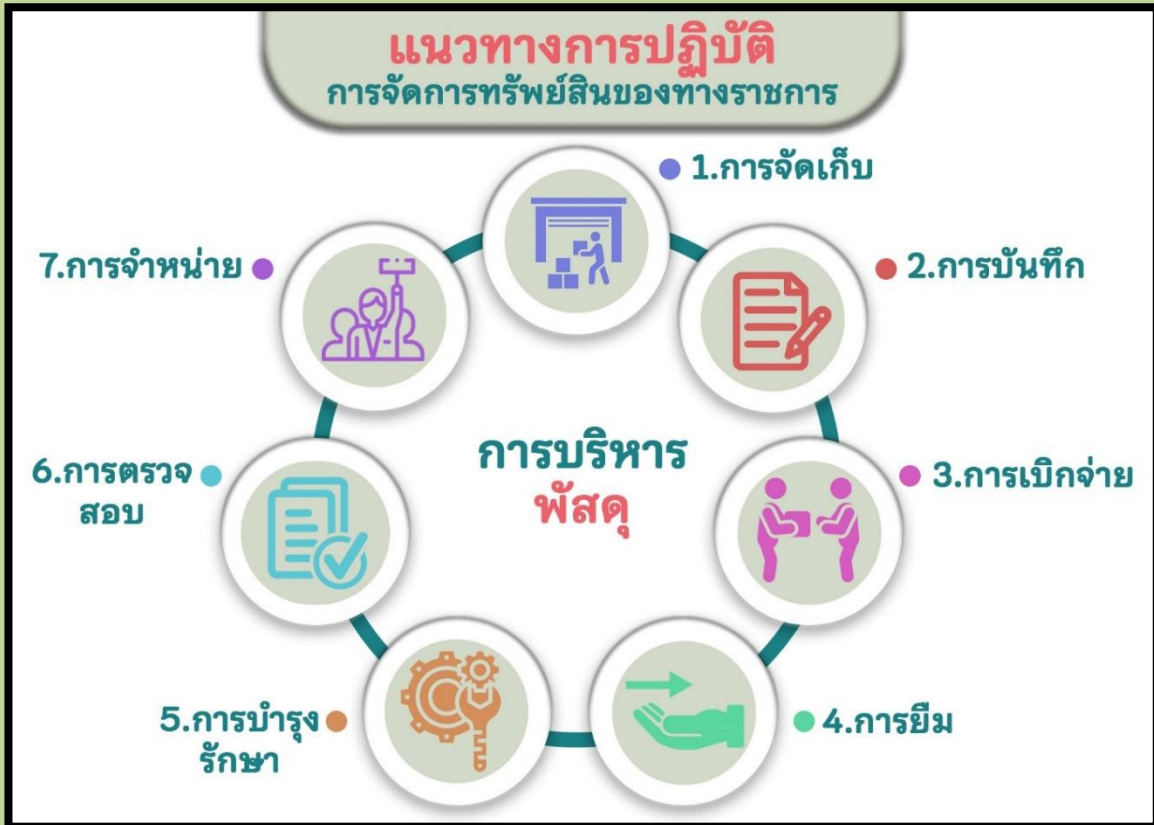 แนวทางการปฏิบัติ
การจัดการทรัพย์สินของทางราชการ
1.การจัดเก็บ
2.การบันทึก
3.การเบิกจ่าย
4.การยืม
5.การบำรุง
รักษา
6.การตรวจ
สอบ
7.การจำหน่าย
การบริหาร
พัสดุ